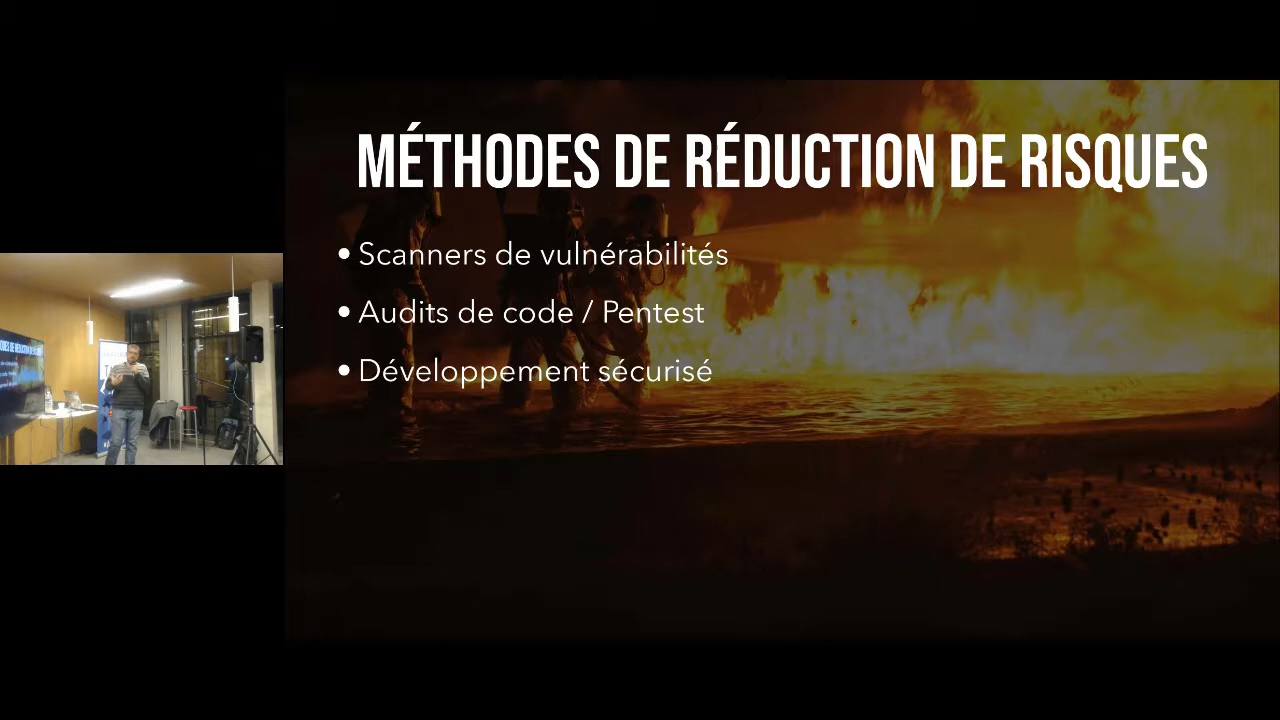 MÉTHODES DE RÉDUCTION DE RISQUES
• Scanners de vulnérabilités
• Audits de code / Pentest
• Développement sécurisé